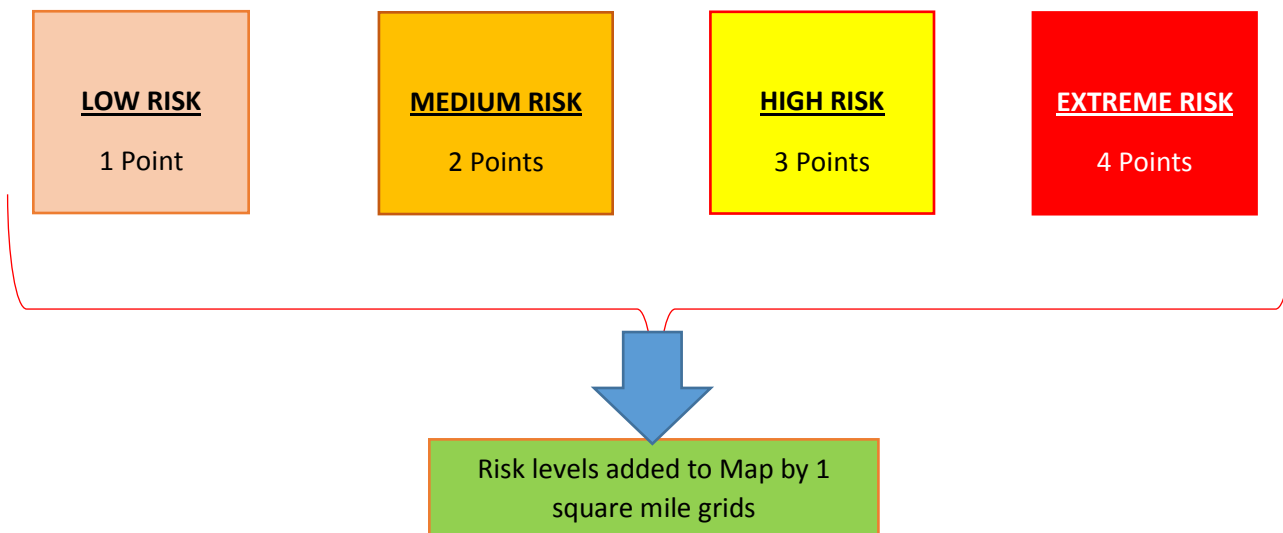 LOW RISK
1 Point
MEDIUM RISK
2 Points
HIGH RISK
3 Points
EXTREME RISK
4 Points
Risk levels added to Map by 1
square mile grids